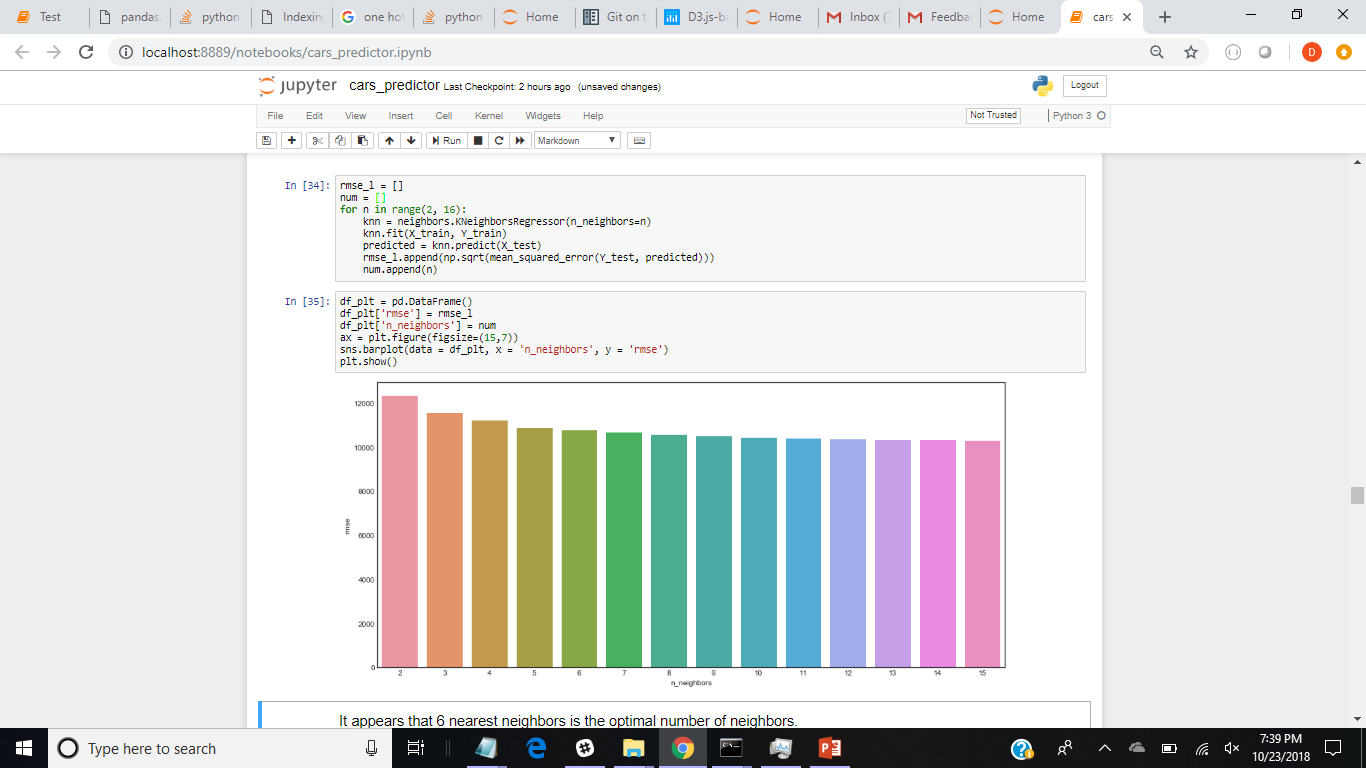 Test
pandas.
python
Indexin
one hot
python
Home
Git on t
D3.js-ba
Home
Inbox (
Feedba
Home
cars
localhost:8889/notebooks/cars_predictor.ipynb
D
jupyter cars_predictor Last Checkpoint: 2 hours ago (unsaved changes)
Logout
File Edit View Insert Cell Kernel Widgets Help
Not Trusted
Python 3
Run
Markdown
In [34]:
rmse_l = []
num = []
for n in range(2, 16):
    knn = neighbors.KNeighborsRegressor(n_neighbors=n)
    knn.fit(X_train, Y_train)
    predicted = knn.predict(X_test)
    rmse_l.append(np.sqrt(mean_squared_error(Y_test, predicted)))
    num.append(n)
In [35]:
df_plt = pd.DataFrame()
df_plt['rmse'] = rmse_l
df_plt['n_neighbors'] = num
ax = plt.figure(figsize=(15,7))
sns.barplot(data = df_plt, x = 'n_neighbors', y = 'rmse')
plt.show()
12000
10000
8000
6000
4000
2000
0
rmse
2 3 4 5 6 7 8 9 10 11 12 13 14 15
n_neighbors
It appears that 6 nearest neighbors is the optimal number of neighbors.
Type here to search
7:39 PM
10/23/2018